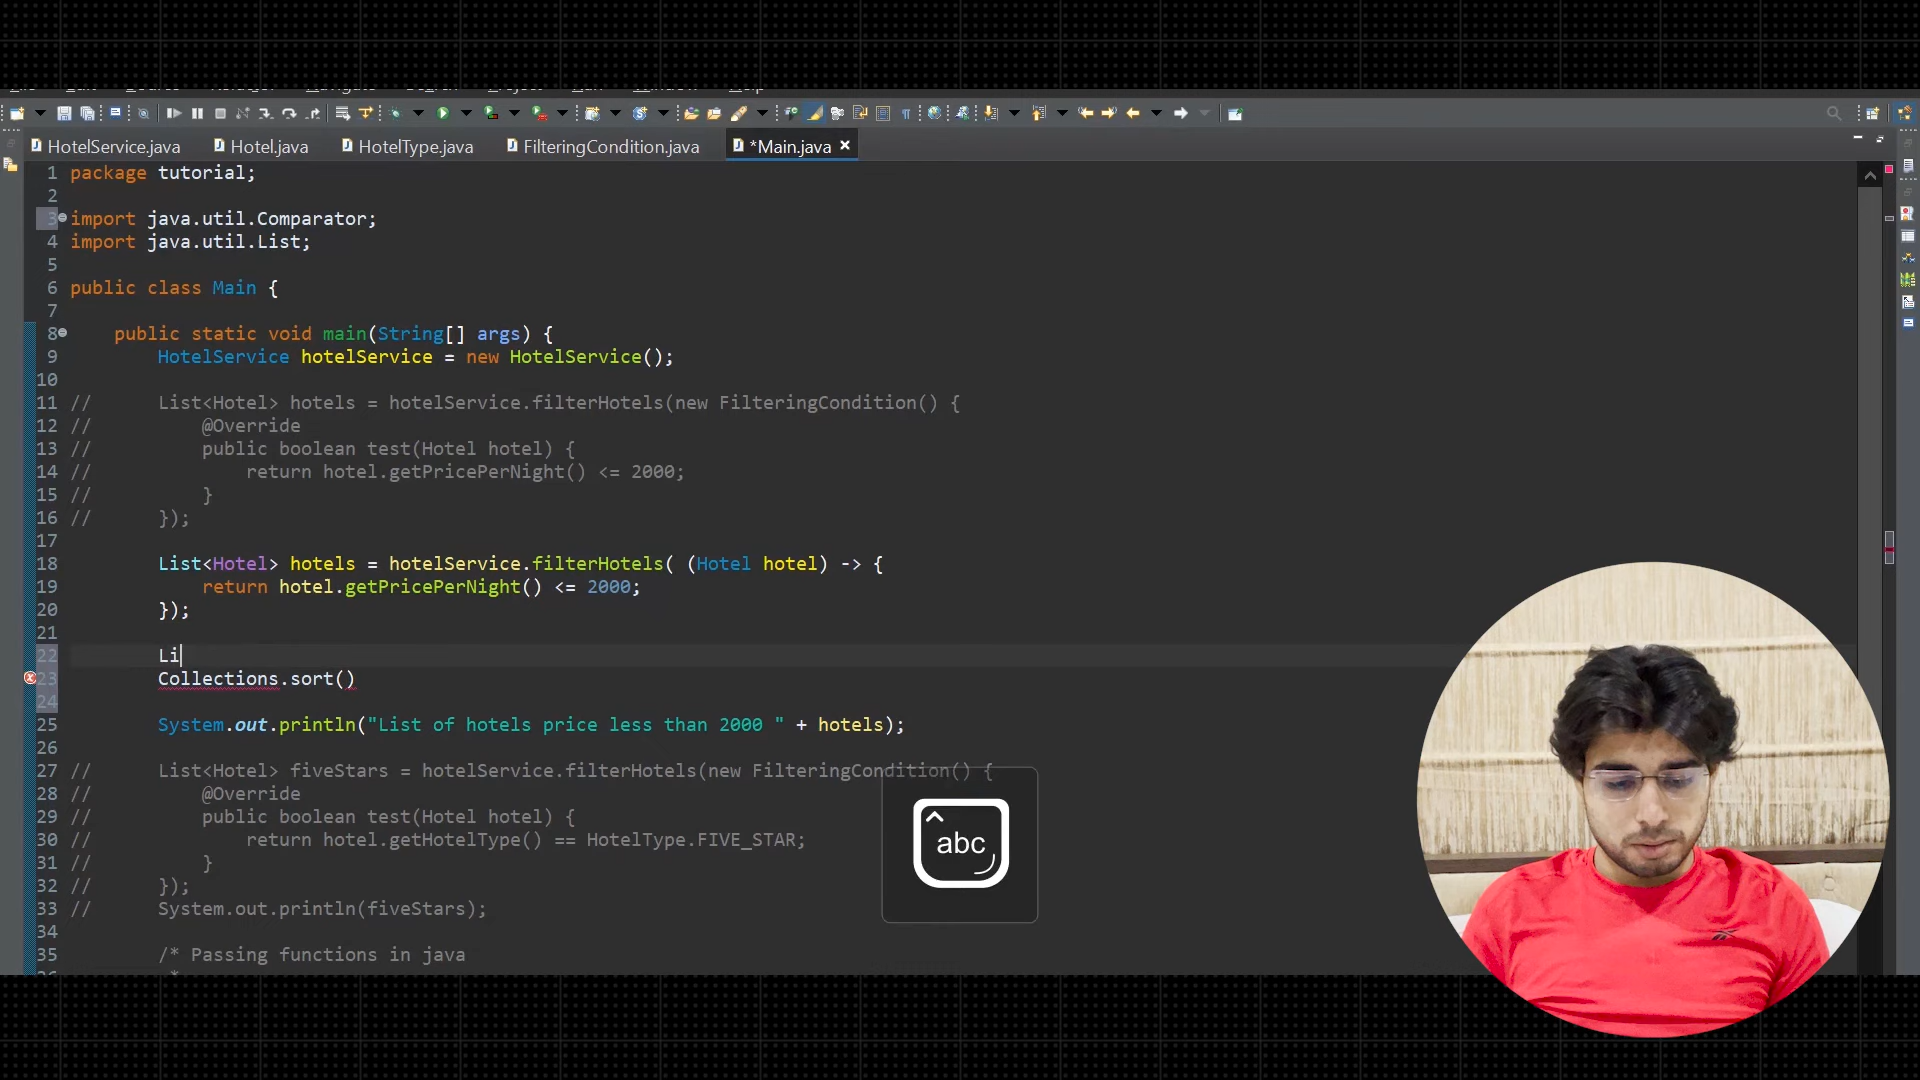 HotelService.java Hotel.java HotelType.java FilteringCondition.java *Main.java
1 package tutorial;
2
3 import java.util.Comparator;
4 import java.util.List;
5
6 public class Main {
7
8 public static void main(String[] args) {
9 HotelService hotelService = new HotelService();
10
11 // List<Hotel> hotels = hotelService.filterHotels(new FilteringCondition() {
12 // @Override
13 // public boolean test(Hotel hotel) {
14 // return hotel.getPricePerNight() <= 2000;
15 // }
16 // });
17
18 List<Hotel> hotels = hotelService.filterHotels( (Hotel hotel) -> {
19 return hotel.getPricePerNight() <= 2000;
20 });
21
22 Li
23 Collections.sort()
24
25 System.out.println("List of hotels price less than 2000 " + hotels);
26
27 // List<Hotel> fiveStars = hotelService.filterHotels(new FilteringCondition() {
28 // @Override
29 // public boolean test(Hotel hotel) {
30 // return hotel.getHotelType() == HotelType.FIVE_STAR;
31 // }
32 // });
33 // System.out.println(fiveStars);
34
35 /* Passing functions in java
abc